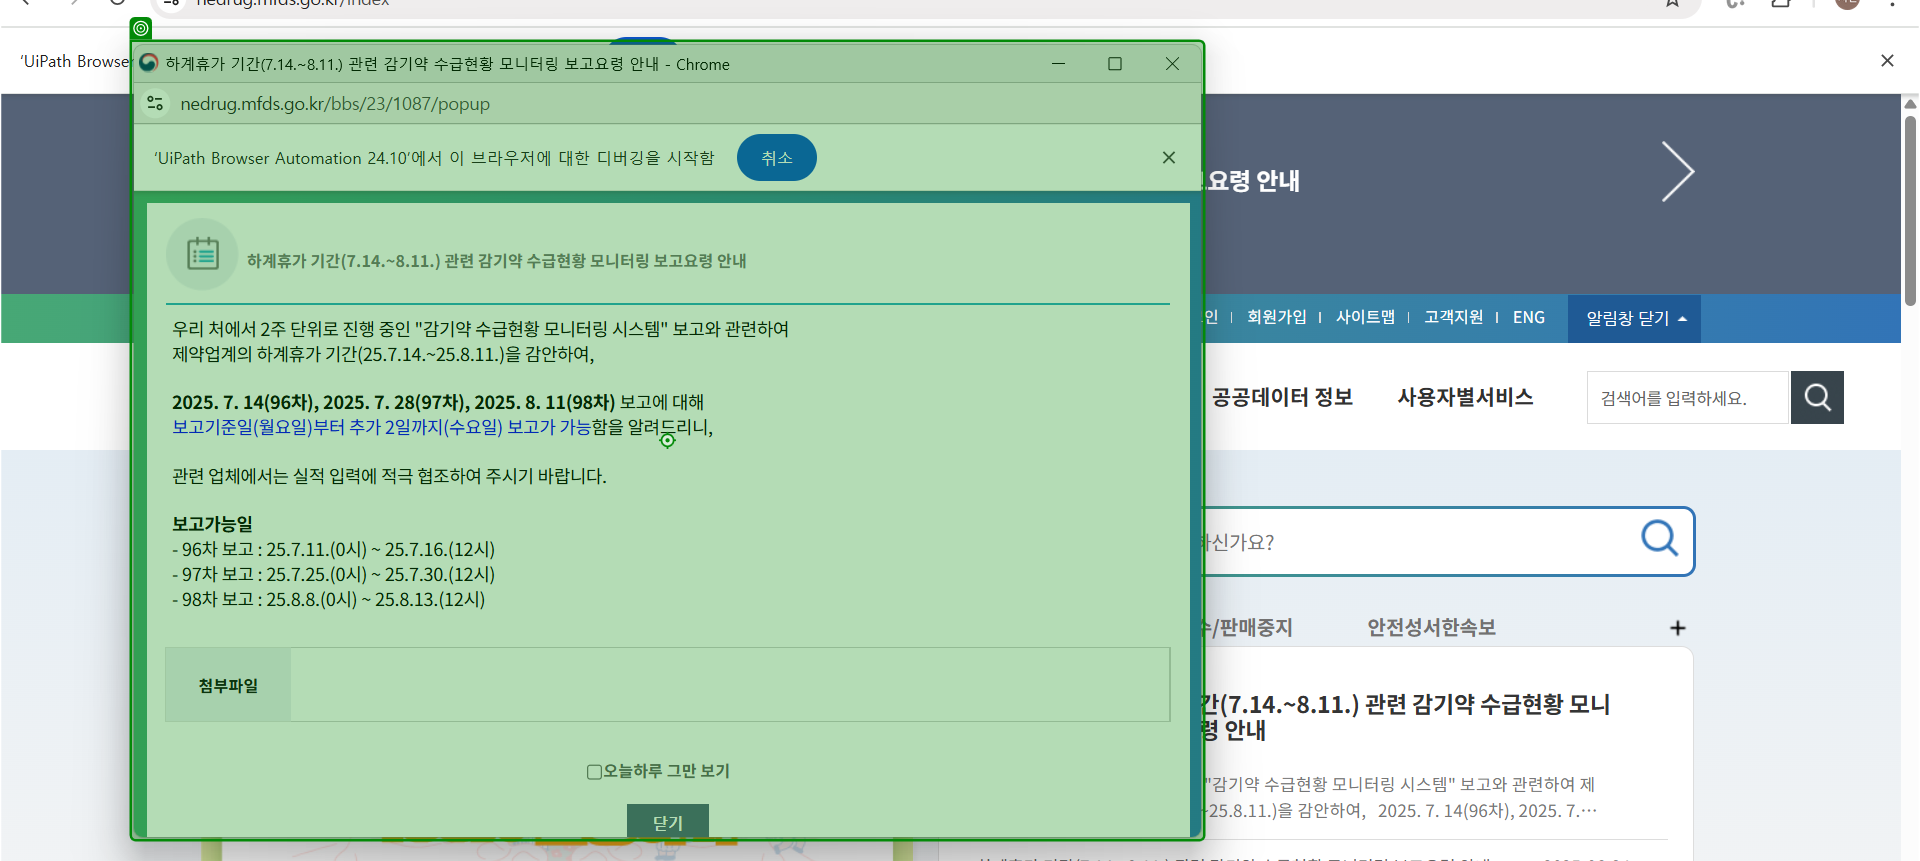 nedrug.mfds.go.kr/index
'UiPath Browser
하계휴가 기간(7.14.~8.11.) 관련 감기약 수급현황 모니터링 보고요령 안내 - Chrome
nedrug.mfds.go.kr/bbs/23/1087/popup
'UiPath Browser Automation 24.10'에서 이 브라우저에 대한 디버깅을 시작함
취소
하계휴가 기간(7.14.~8.11.) 관련 감기약 수급현황 모니터링 보고요령 안내
우리 처에서 2주 단위로 진행 중인 "감기약 수급현황 모니터링 시스템" 보고와 관련하여
제약업계의 하계휴가 기간(25.7.14.~25.8.11.)을 감안하여,
2025. 7. 14(96차), 2025. 7. 28(97차), 2025. 8. 11(98차) 보고에 대해
보고기준일(월요일)부터 추가 2일까지(수요일) 보고가 가능함을 알려드리니,
관련 업체에서는 실적 입력에 적극 협조하여 주시기 바랍니다.
보고가능일
- 96차 보고 : 25.7.11.(0시) ~ 25.7.16.(12시)
- 97차 보고 : 25.7.25.(0시) ~ 25.7.30.(12시)
- 98차 보고 : 25.8.8.(0시) ~ 25.8.13.(12시)
첨부파일
오늘하루 그만 보기
닫기
요령 안내
인 회원가입 사이트맵 고객지원 ENG 알림창 닫기
공공데이터 정보 사용자별서비스 검색어를 입력하세요.
하신가요?
수/판매중지 안전성서한속보 +
간(7.14.~8.11.) 관련 감기약 수급현황 모니
령 안내
"감기약 수급현황 모니터링 시스템" 보고와 관련하여 제
~25.8.11.)을 감안하여, 2025. 7. 14(96차), 2025. 7.…